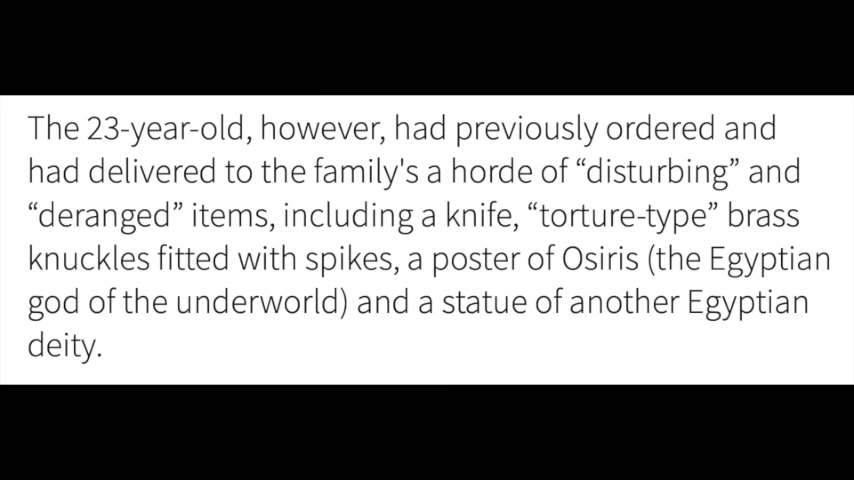 The 23-year-old, however, had previously ordered and
had delivered to the family's a horde of “disturbing” and
“deranged” items, including a knife, “torture-type” brass
knuckles fitted with spikes, a poster of Osiris (the Egyptian
god of the underworld) and a statue of another Egyptian
deity.